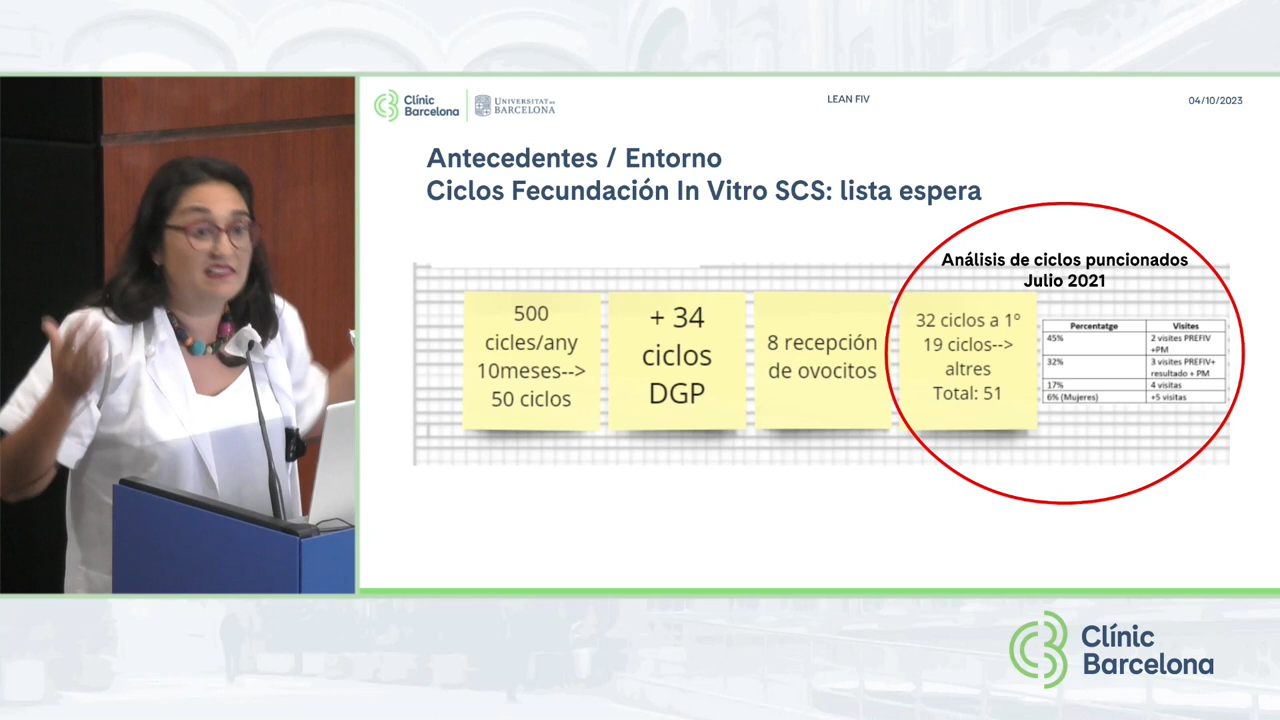 Clínic
Barcelona
UNIVERSITAT DE
BARCELONA
LEAN FIV
04/10/2023
Antecedentes / Entorno
Ciclos Fecundación In Vitro SCS: lista espera
500
cicles/any
10meses-->
50 ciclos
+ 34
ciclos
DGP
8 recepción
de ovocitos
Análisis de ciclos puncionados
Julio 2021
32 ciclos a 1º
19 ciclos-->
altres
Total: 51
Percentatge Visites
45% 2 visites PREFIV
+PM
32% 3 visites PREFIV+
resultado + PM
17% 4 visitas
6% (Mujeres) +5 visitas
Clínic
Barcelona